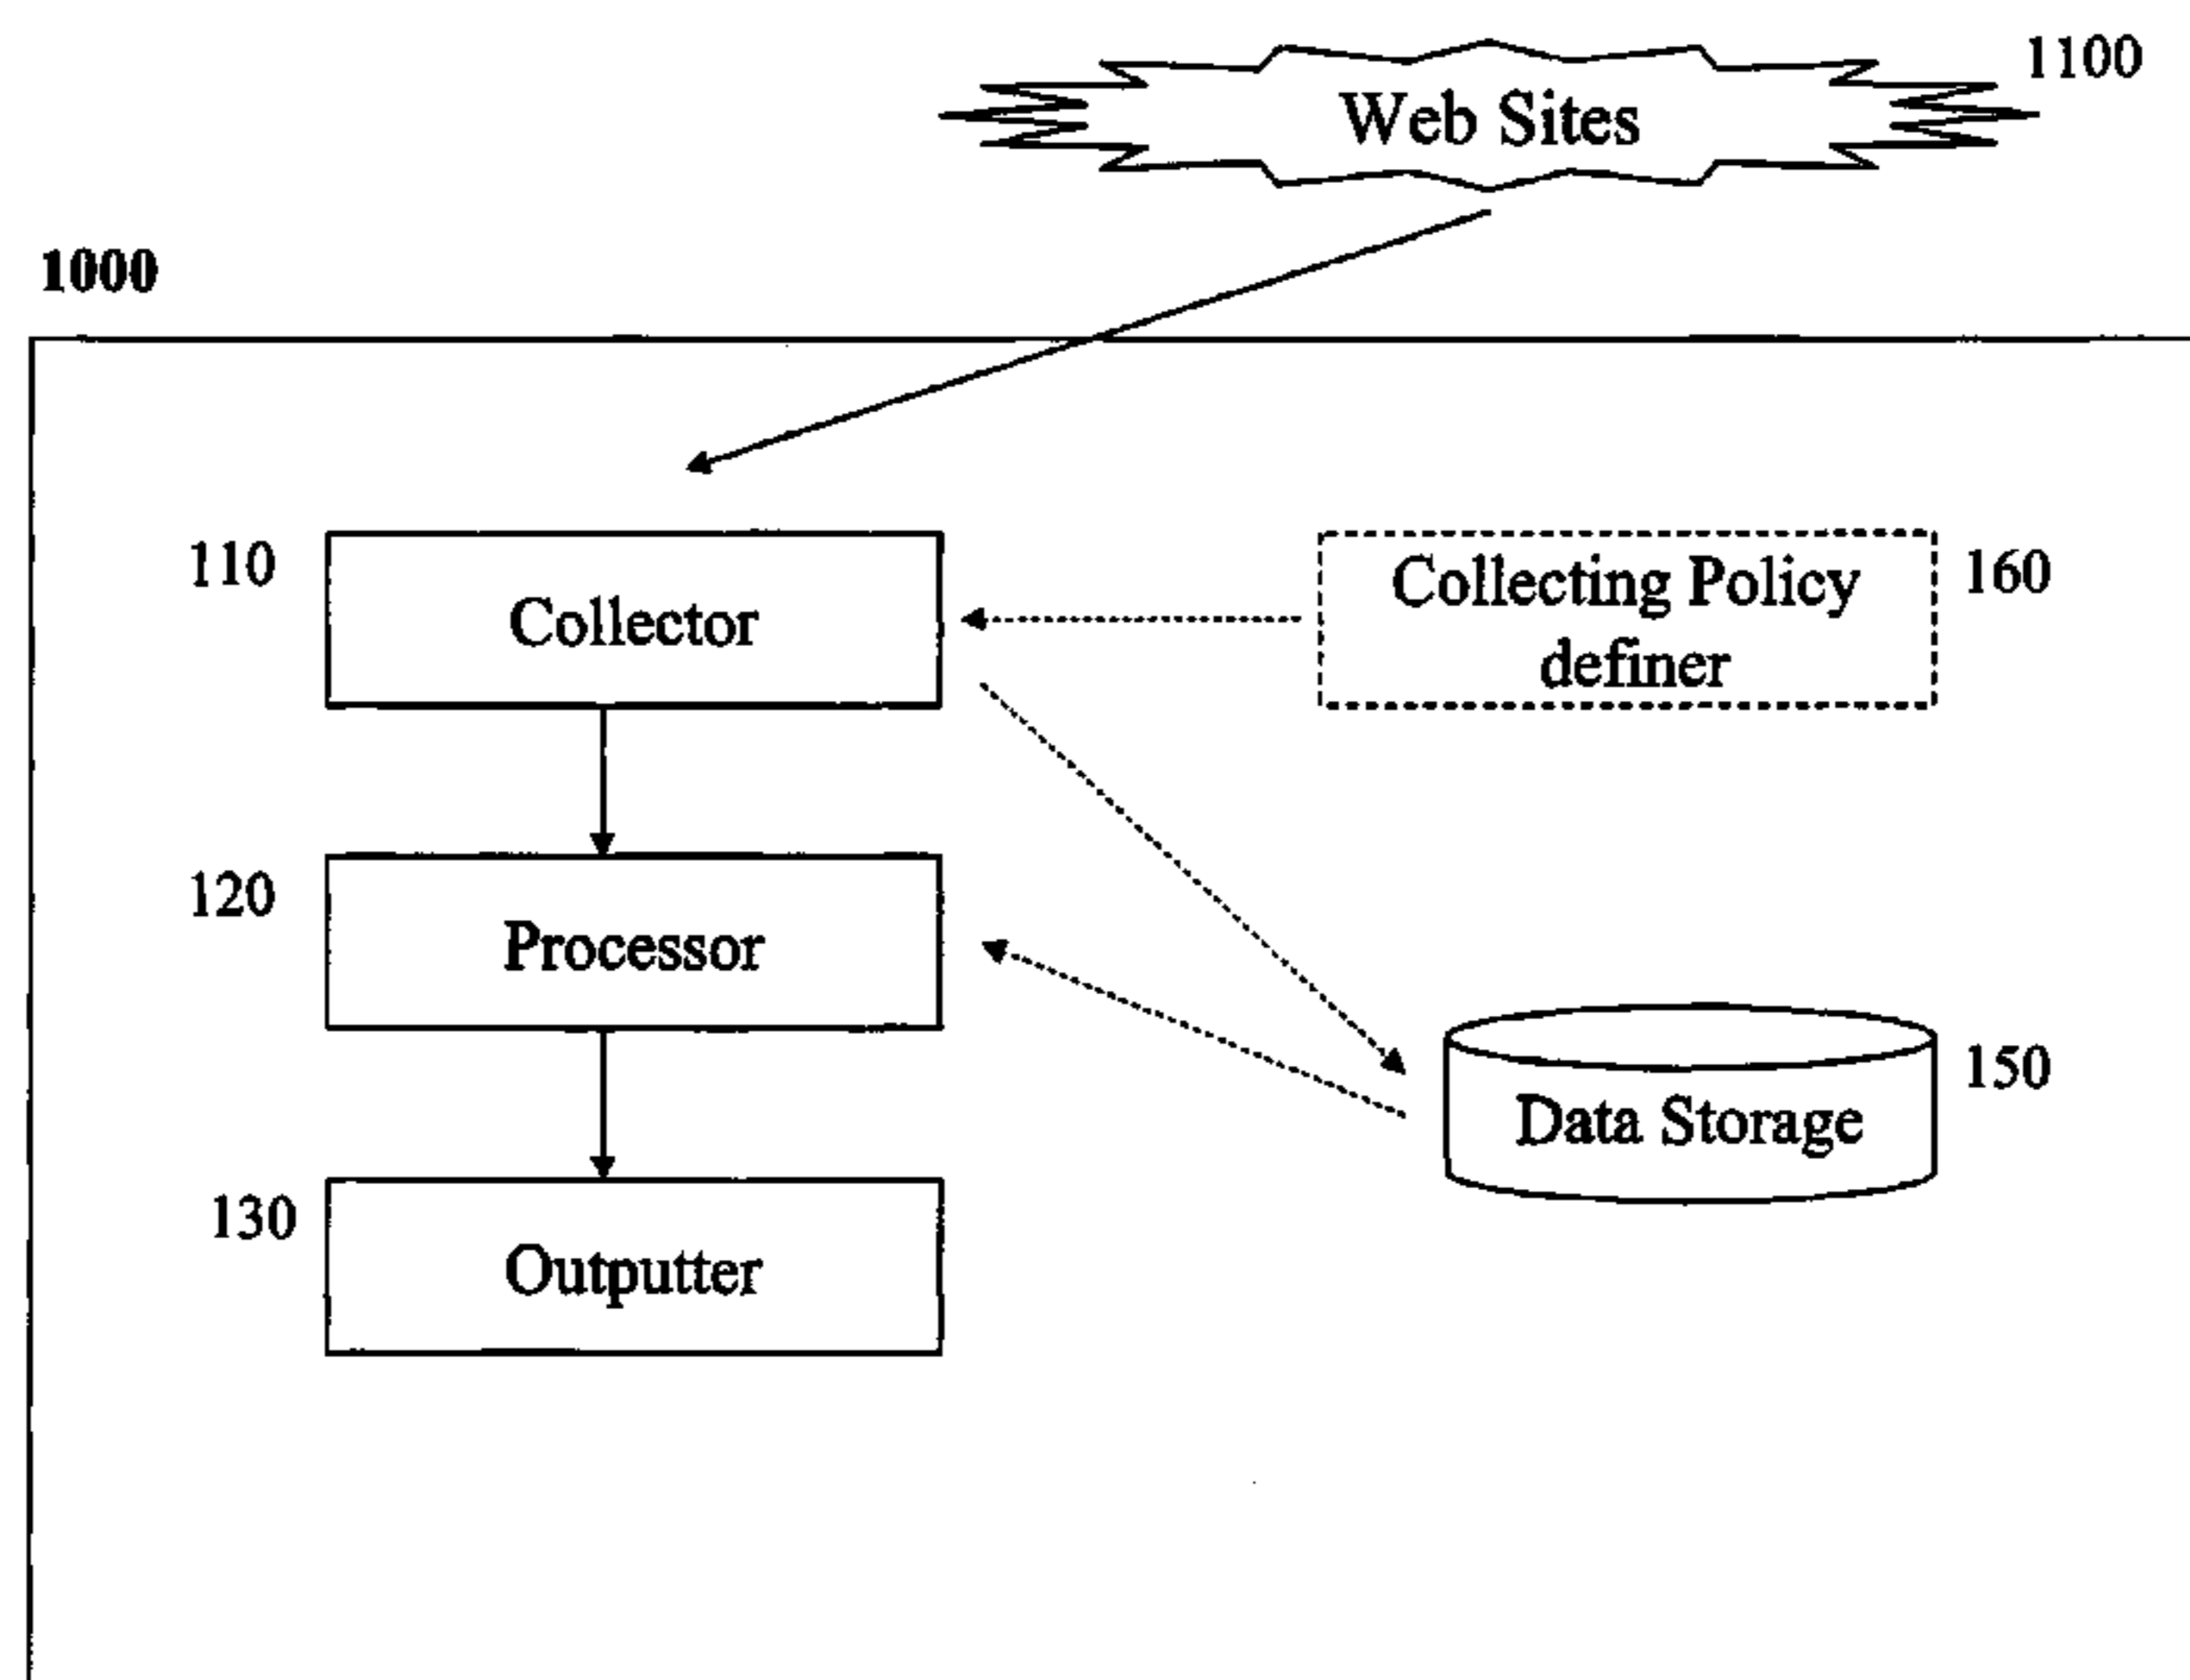 1100
Web Sites
1000
110
Collector
Collecting Policy
definer
160
120
Processor
150
Data Storage
130
Outputter